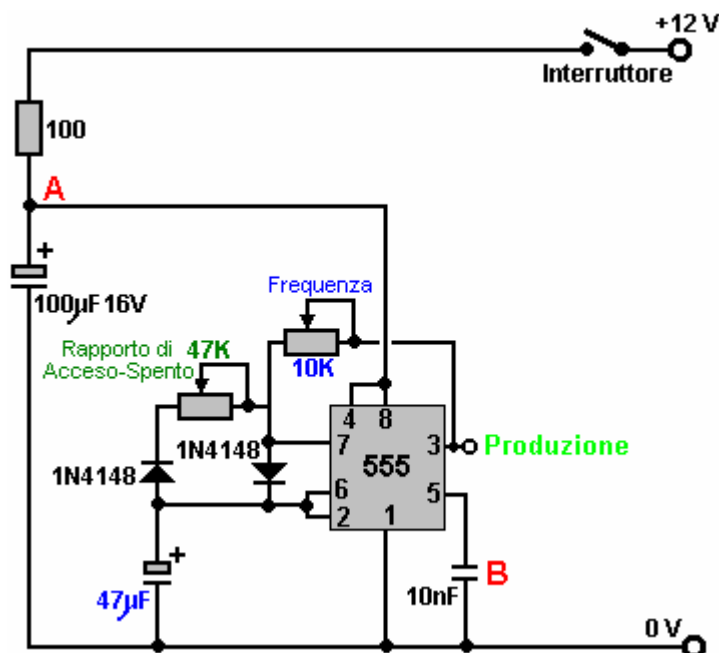 +12 V
Interruttore
100
A
+
100µF 16V
Frequenza
10K
Rapporto di 47K
Acceso-Spento
4 8
1N4148
7
3
Produzione
555
1N4148
6
5
2
1
+
47µF
10nF
B
0 V